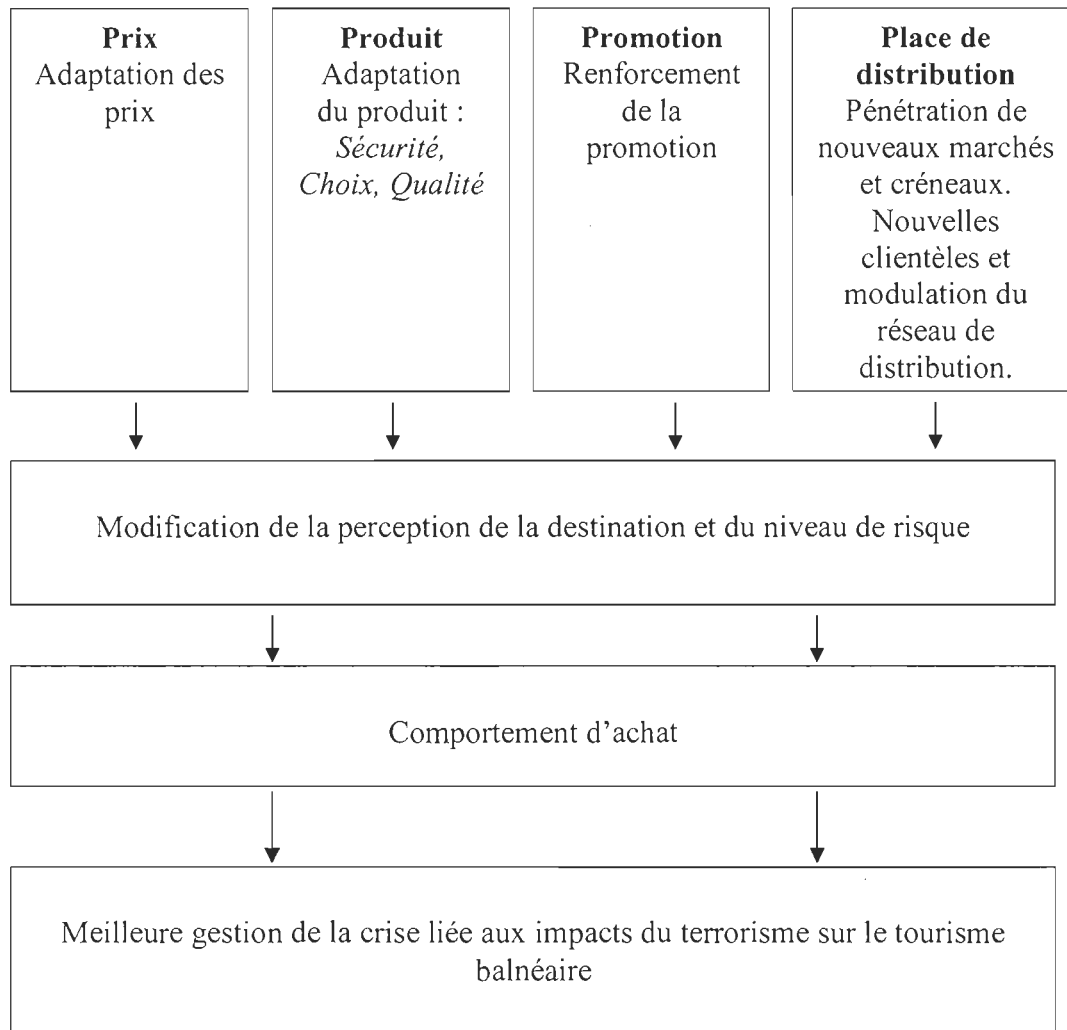 Prix
Adaptation des
prix
Produit
Adaptation
du produit :
Sécurité,
Choix, Qualité
Promotion
Renforcement
de la
promotion
Place de
distribution
Pénétration de
nouveaux marchés
et créneaux.
Nouvelles
clientèles et
modulation du
réseau de
distribution.
Modification de la perception de la destination et du niveau de risque
Comportement d'achat
Meilleure gestion de la crise liée aux impacts du terrorisme sur le tourisme
balnéaire